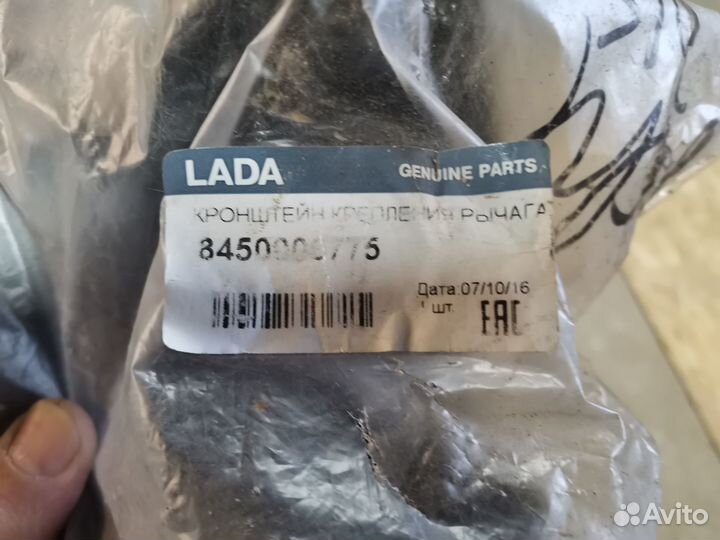 LADA
GENUINE PARTS
КРОНШТЕЙН КРЕПЛЕНИЯ РЫЧАГА
Дата:07/10/16
1 шт.
EAC
Avito